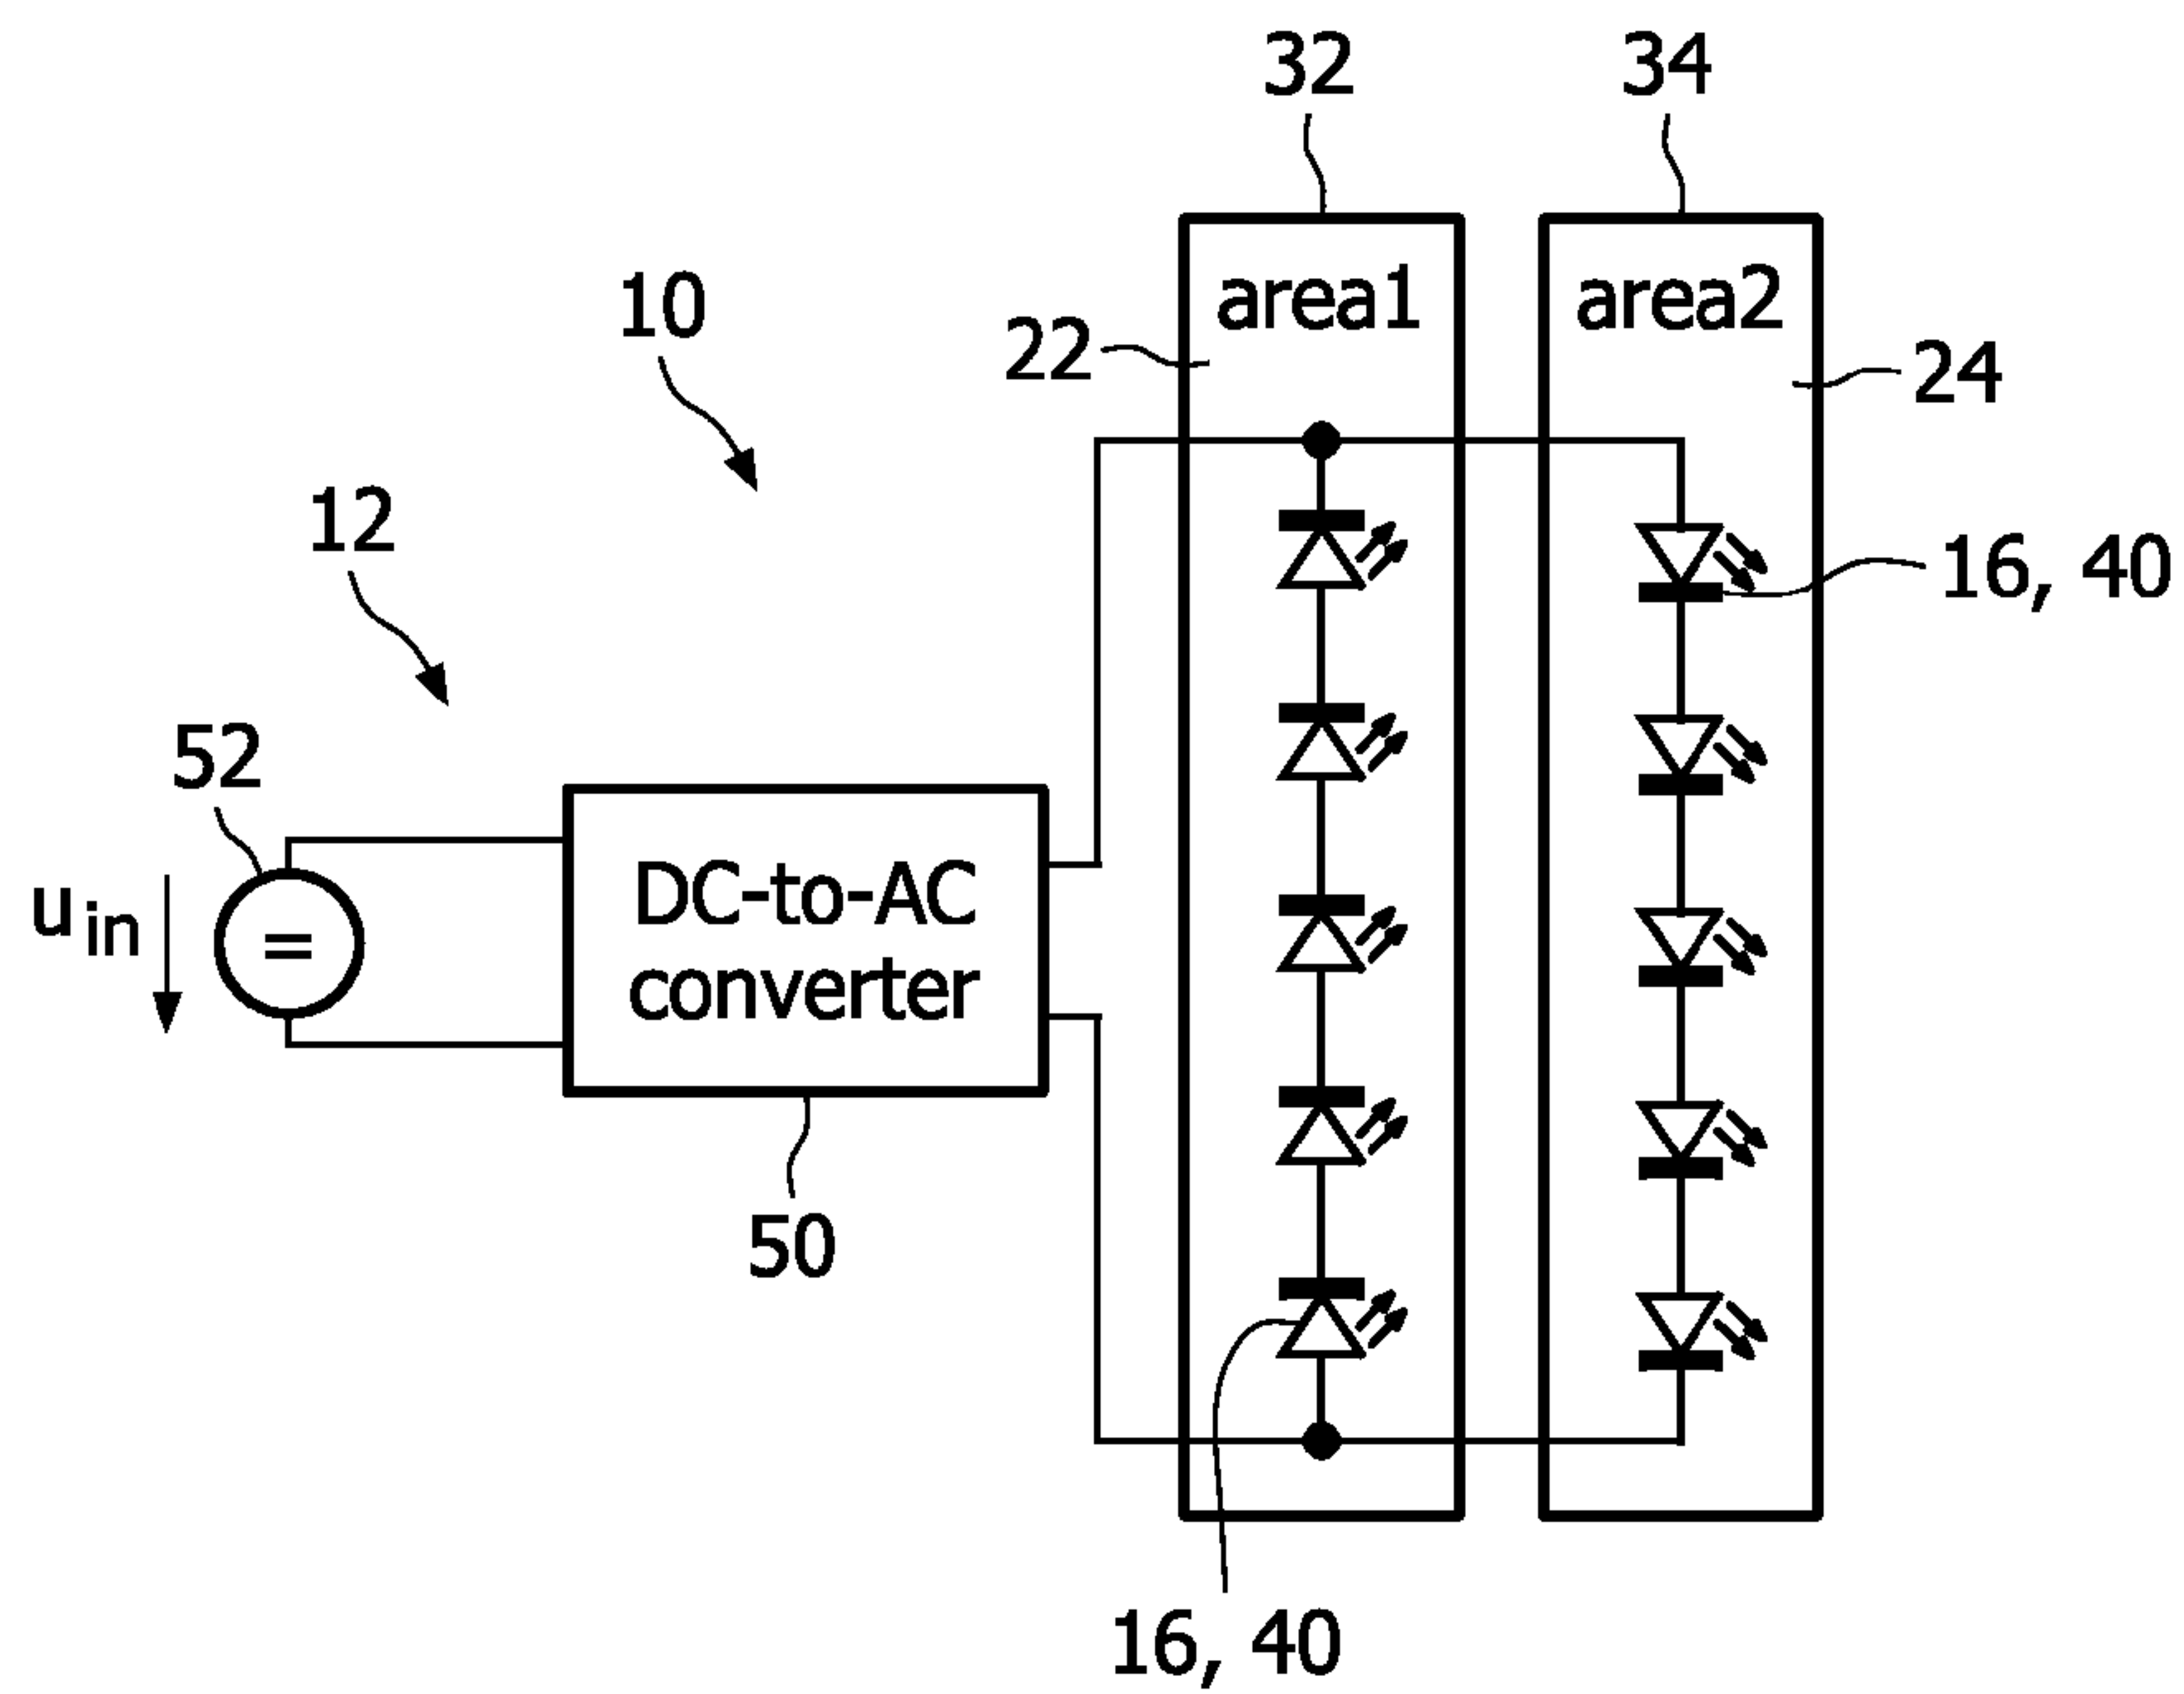 32
34
10
area1
area2
22
24
12
16, 40
52
DC-to-AC
converter
u in
=
50
16, 40